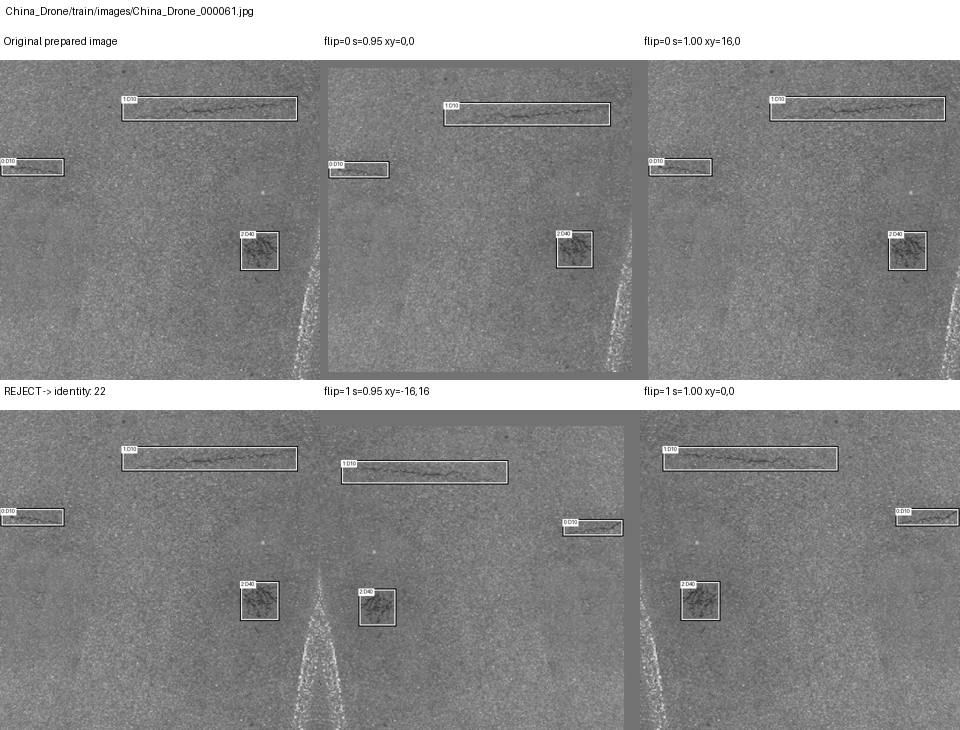 China_Drone/train/images/China_Drone_000061.jpg
Original prepared image
flip=0 s=0.95 xy=0,0
flip=0 s=1.00 xy=16,0
1:D10
1:D10
1:D10
0:D10
0:D10
0:D10
2:D40
2:D40
2:D40
REJECT -> identity: 22
flip=1 s=0.95 xy=-16,16
flip=1 s=1.00 xy=0,0
1:D10
1:D10
1:D10
0:D10
0:D10
0:D10
2:D40
2:D40
2:D40